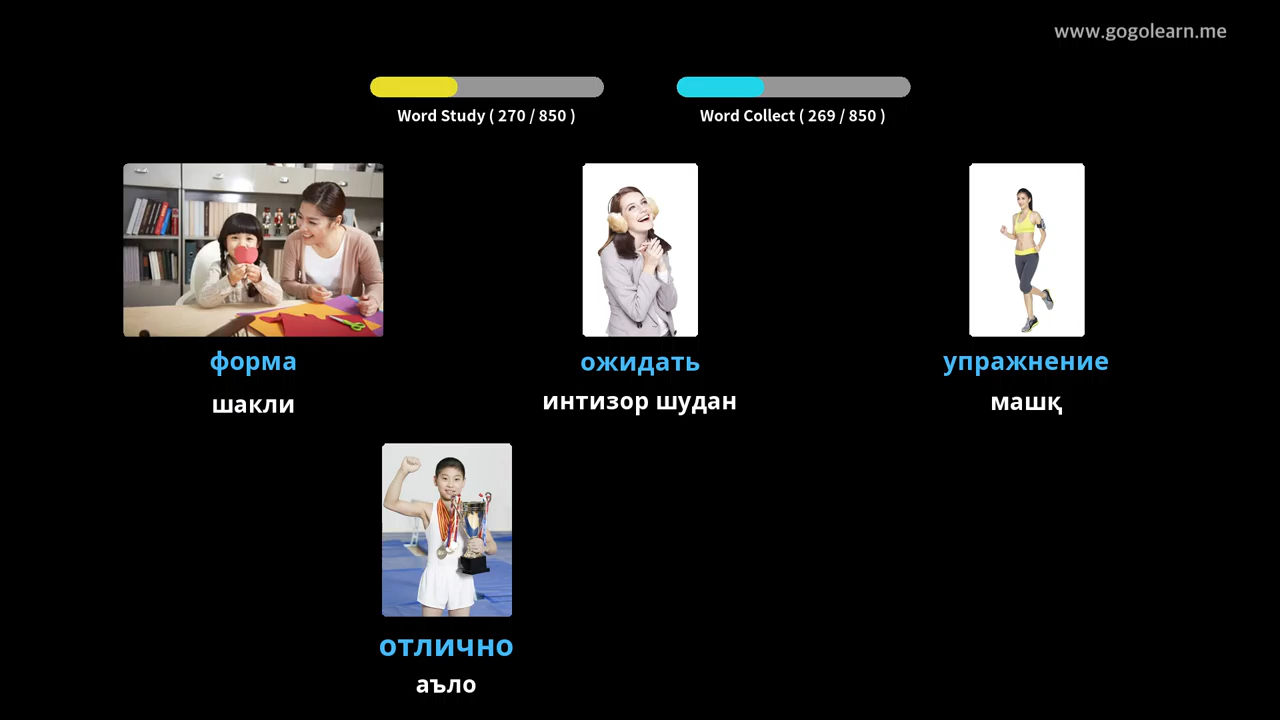 www.gogolearn.me
Word Study ( 270 / 850 )
Word Collect ( 269 / 850 )
форма
шакли
ожидать
интизор шудан
упражнение
машқ
отлично
аъло